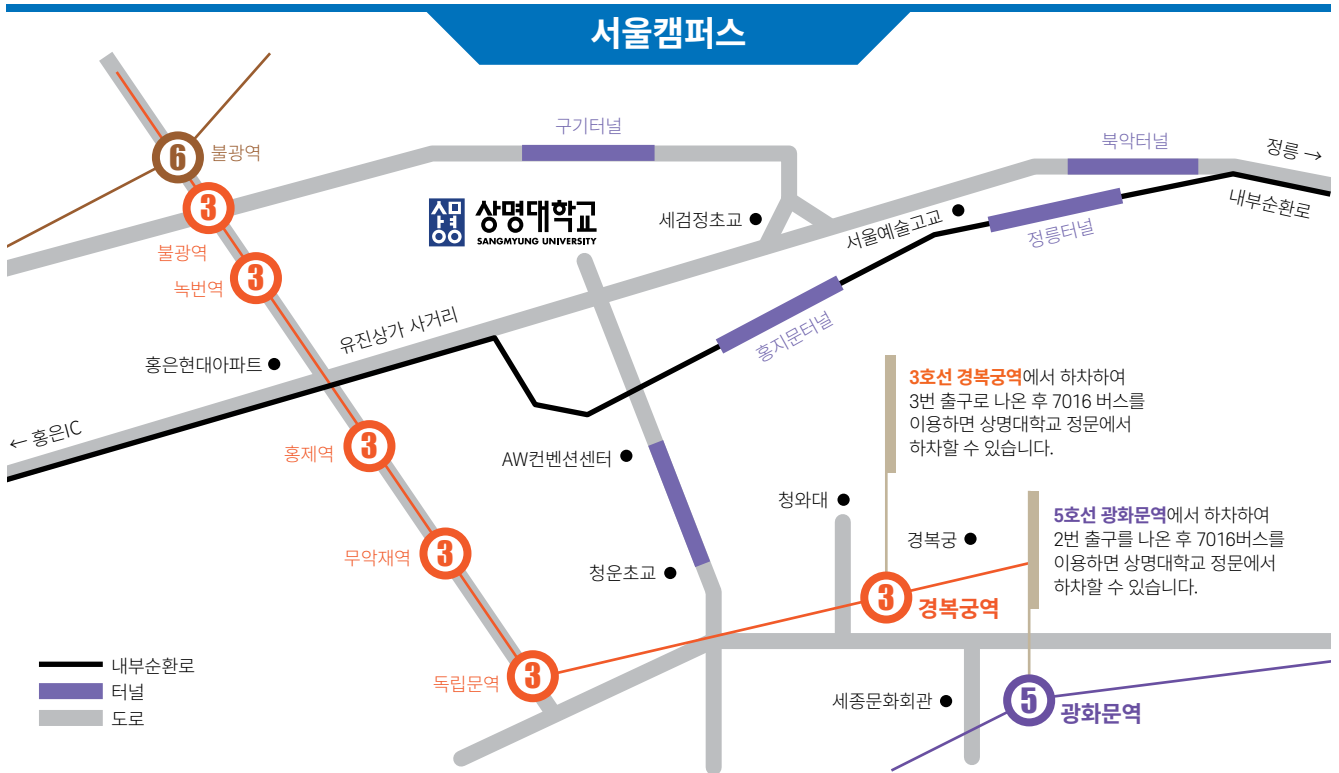 서울캠퍼스
구기터널
북악터널
정릉 →
6
불광역
3
불광역
상명
상명대학교
SANGMYUNG UNIVERSITY
세검정초교
서울예술고교
정릉터널
내부순환로
녹번역
3
유진상가 사거리
홍지문터널
홍은현대아파트
← 홍은IC
3호선 경복궁역에서 하차하여
3번 출구로 나온 후 7016 버스를
이용하면 상명대학교 정문에서
하차할 수 있습니다.
홍제역
3
AW컨벤션센터
청와대
경복궁
5호선 광화문역에서 하차하여
2번 출구를 나온 후 7016버스를
이용하면 상명대학교 정문에서
하차할 수 있습니다.
무악재역
3
청운초교
3
경복궁역
독립문역
3
세종문화회관
5
광화문역
내부순환로
터널
도로